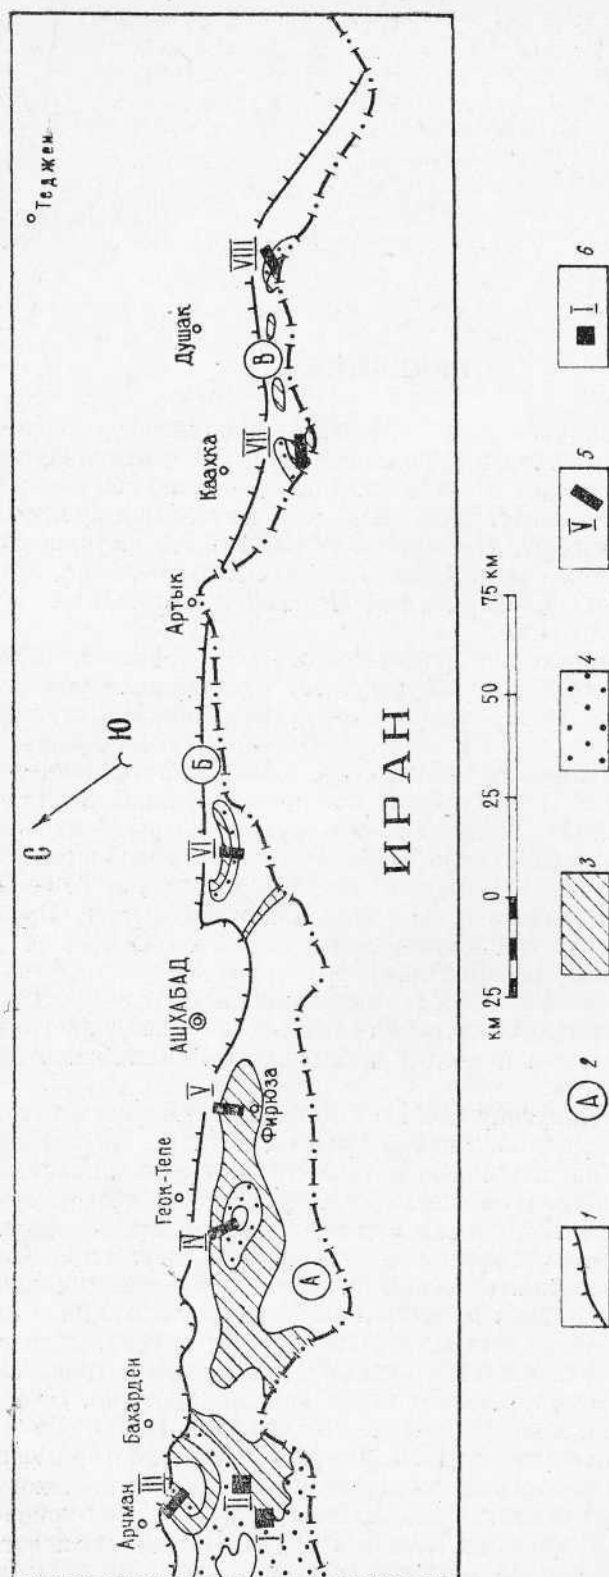 Теджен
VIII
Душак
В
VII
Каахка
Артык
С
Ю
Б
VI
ИРАН
АШХАБАД
V
Фирюза
Геок-Тепе
IV
А
Бахарден
III
Арчман
II
I
км 25 0 25 50 75 км
1
А 2
3
4
V 5
I 6